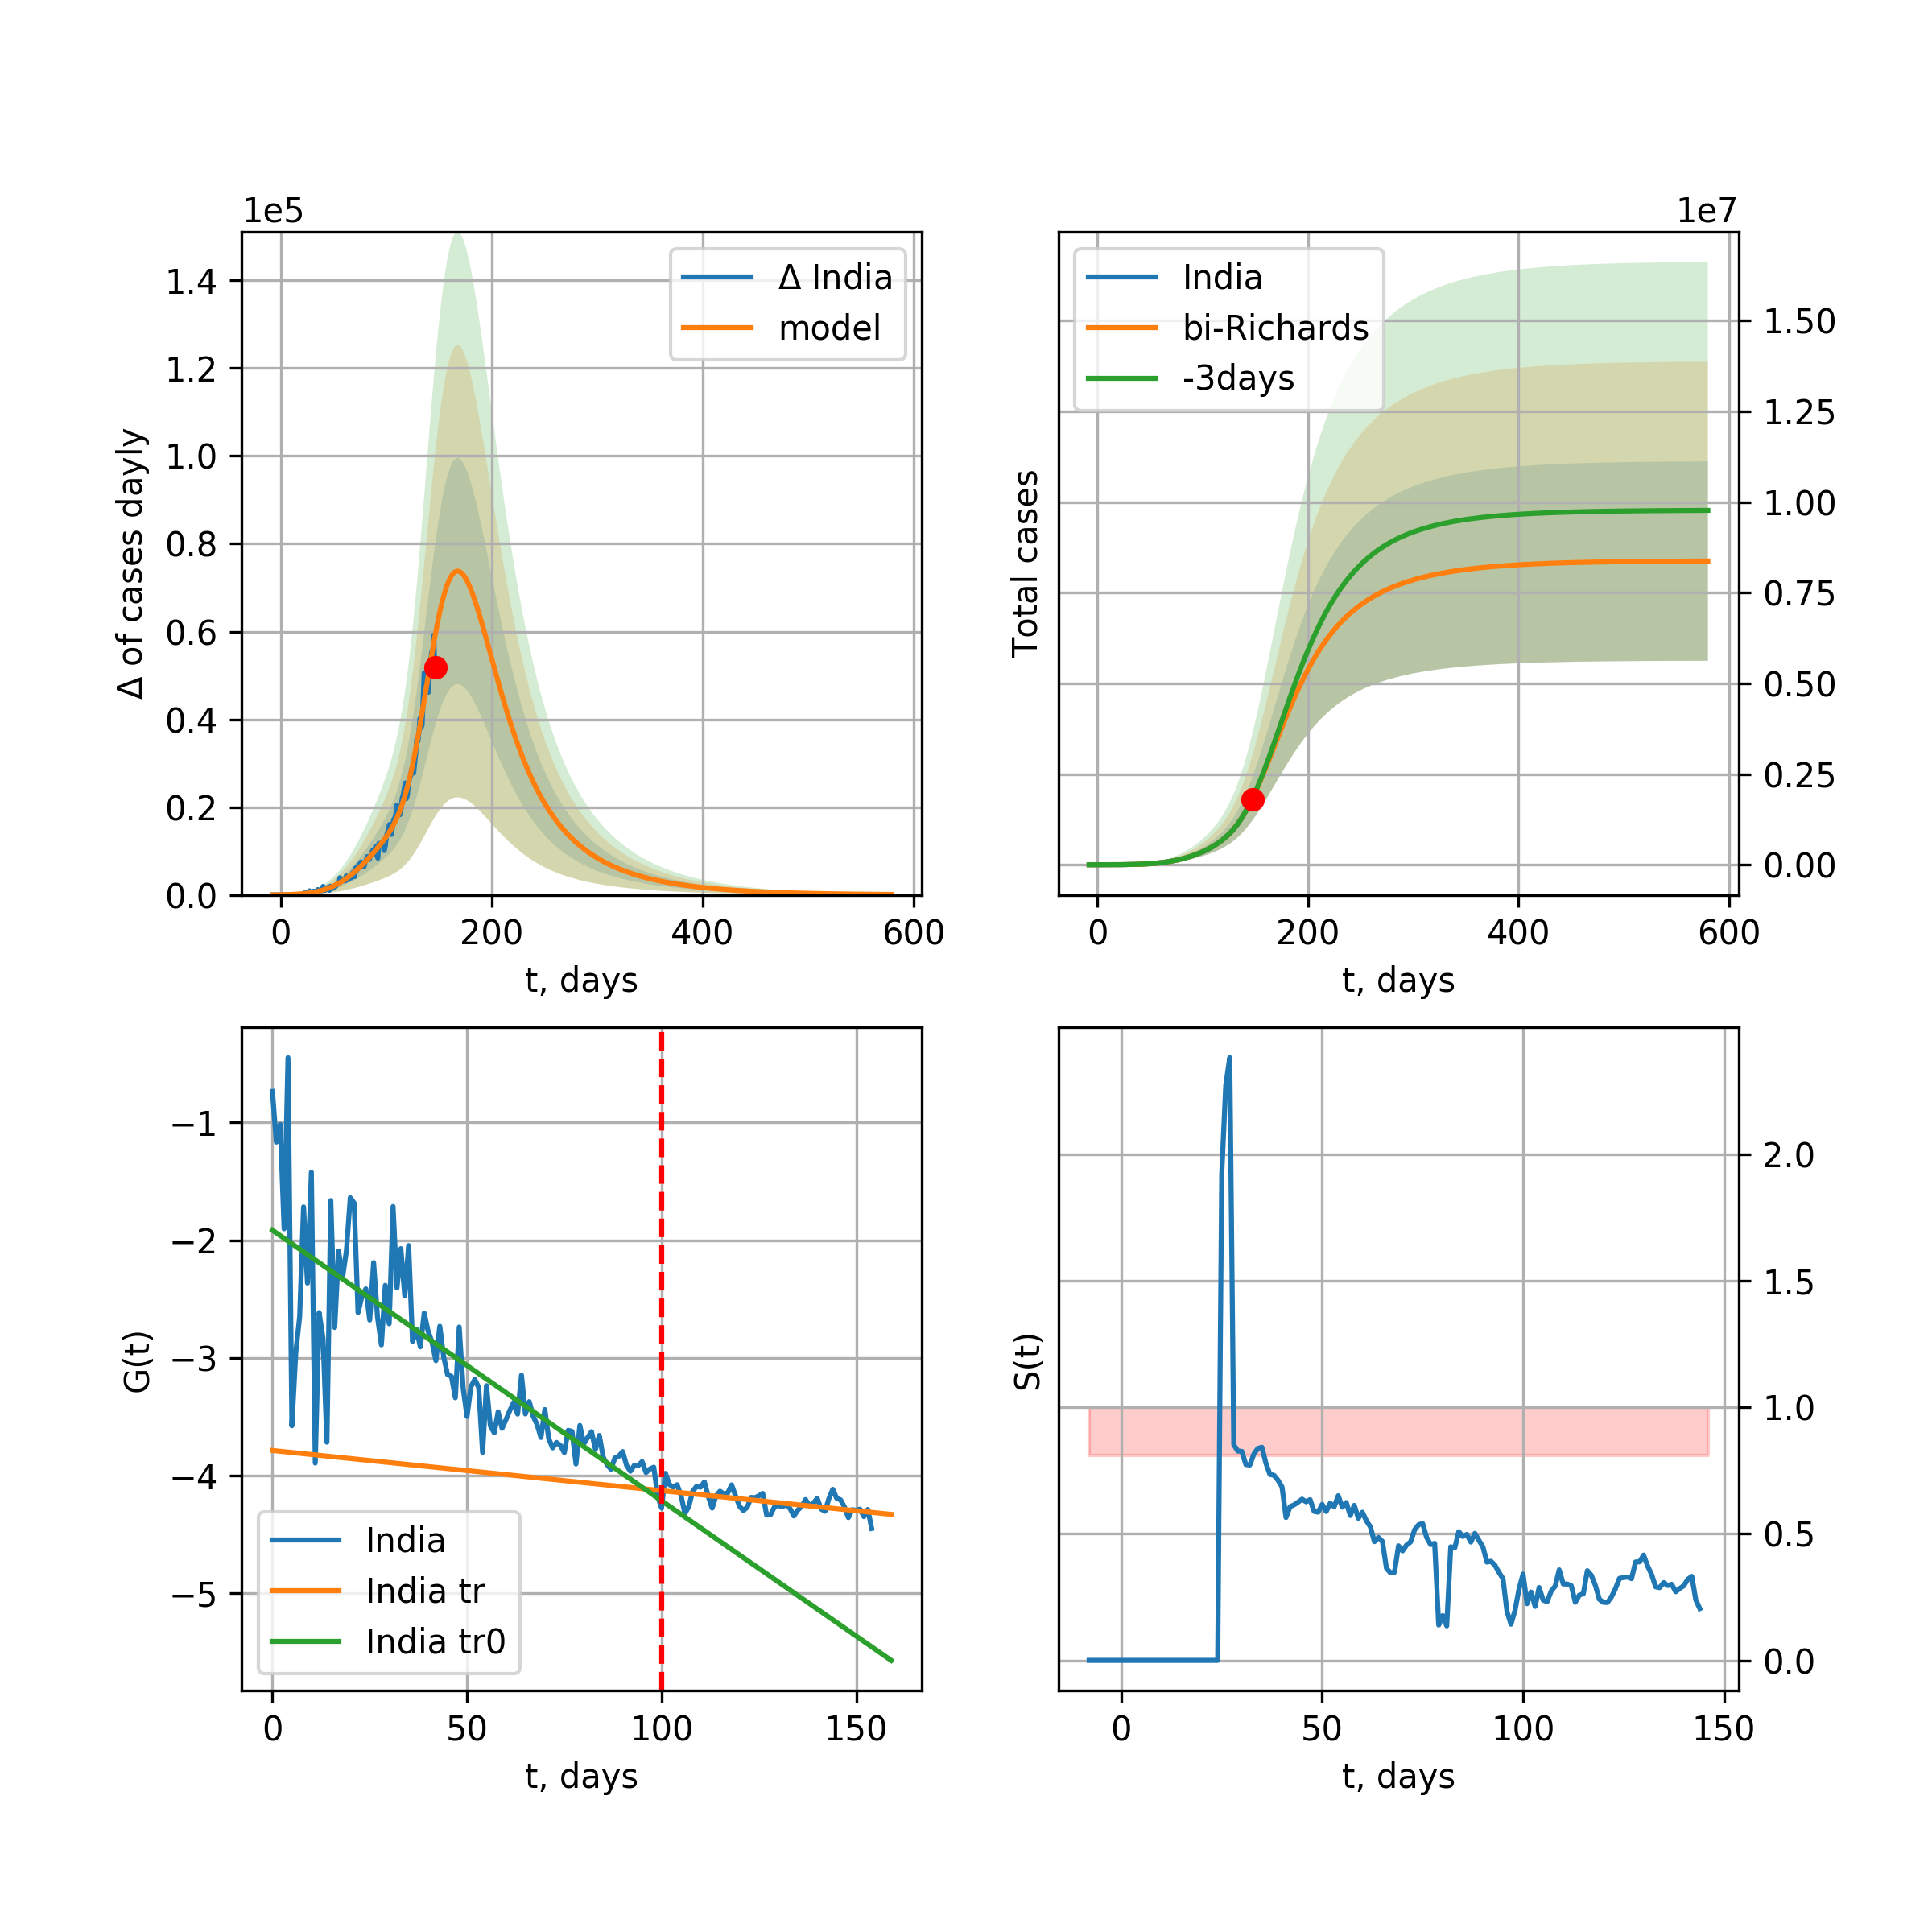 1e5
Δ of cases dayly
1.4
1.2
1.0
0.8
0.6
0.4
0.2
0.0
0 200 400 600
t, days
Δ India
model
1e7
Total cases
India
bi-Richards
-3days
1.50
1.25
1.00
0.75
0.50
0.25
0.00
0 200 400 600
t, days
G(t)
−1
−2
−3
−4
−5
India
India tr
India tr0
0 50 100 150
t, days
S(t)
2.0
1.5
1.0
0.5
0.0
0 50 100 150
t, days